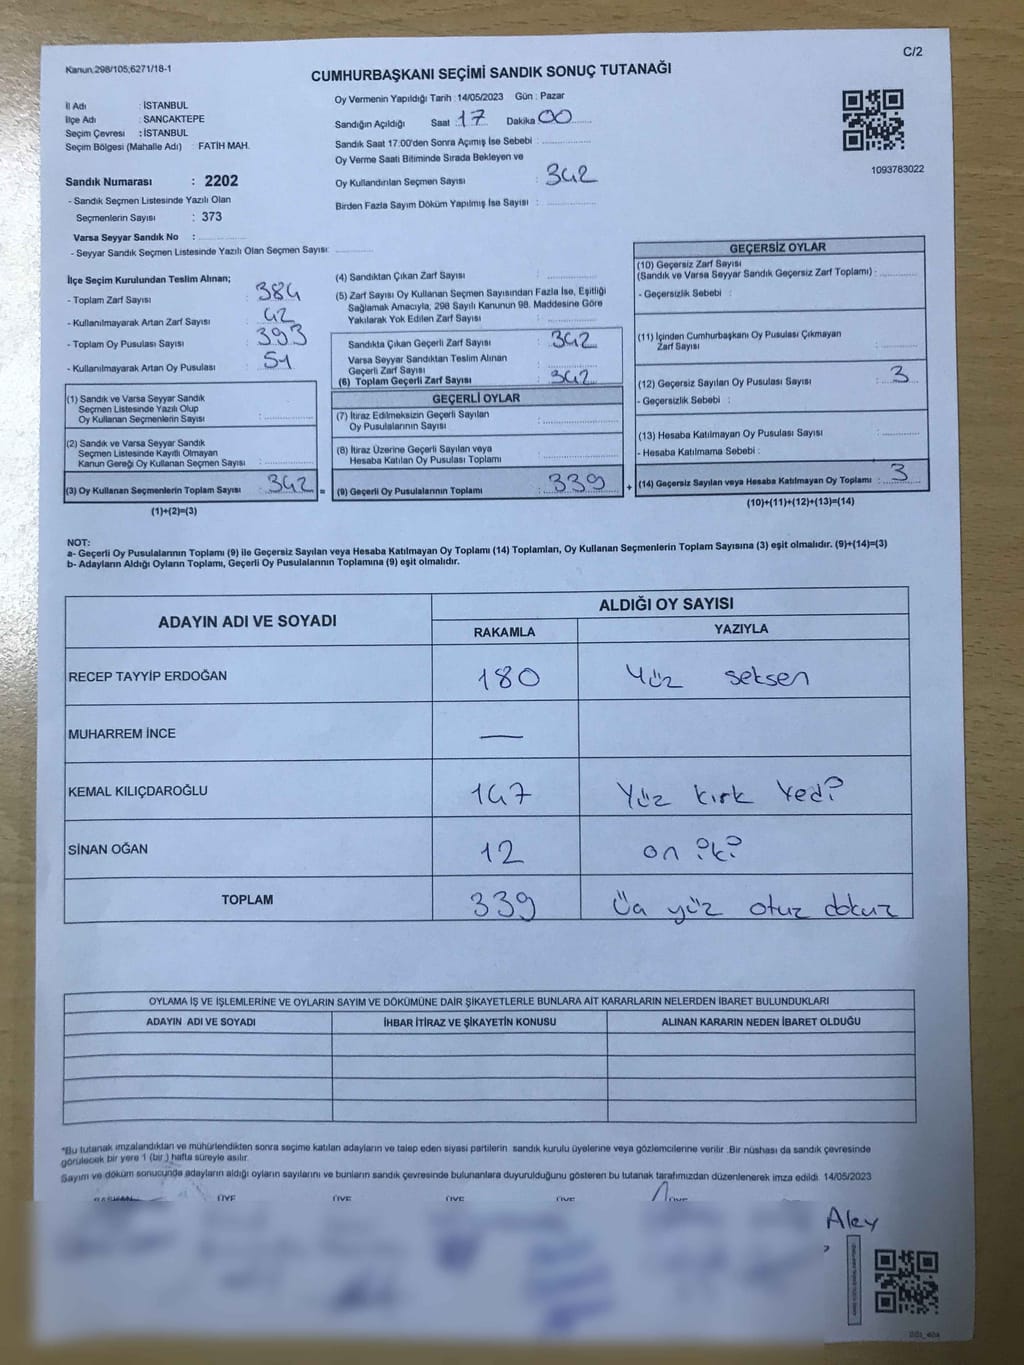 C/2
Kanun.298/105;6271/18-1
CUMHURBAŞKANI SEÇİMİ SANDIK SONUÇ TUTANAĞI
İl Adı : İSTANBUL
İlçe Adı : SANCAKTEPE
Seçim Çevresi : İSTANBUL
Seçim Bölgesi (Mahalle Adı) : FATİH MAH.
Sandık Numarası : 2202
- Sandık Seçmen Listesinde Yazılı Olan
Seçmenlerin Sayısı : 373
Varsa Seyyar Sandık No :
- Seyyar Sandık Seçmen Listesinde Yazılı Olan Seçmen Sayısı:
Oy Vermenin Yapıldığı Tarih :14/05/2023 Gün : Pazar
Sandığın Açıldığı Saat :17 Dakika:00
Sandık Saat 17:00'den Sonra Açımış İse Sebebi :
Oy Verme Saati Bitiminde Sırada Bekleyen ve
Oy Kullandırılan Seçmen Sayısı : 342
Birden Fazla Sayım Döküm Yapılmış İse Sayısı :
1093783022
İlçe Seçim Kurulundan Teslim Alınan;
- Toplam Zarf Sayısı : 384
- Kullanılmayarak Artan Zarf Sayısı : 42
- Toplam Oy Pusulası Sayısı : 393
- Kullanılmayarak Artan Oy Pusulası : 51
(1) Sandık ve Varsa Seyyar Sandık
Seçmen Listesinde Yazılı Olup
Oy Kullanan Seçmenlerin Sayısı :
(2) Sandık ve Varsa Seyyar Sandık
Seçmen Listesinde Kayıtlı Olmayan
Kanun Gereği Oy Kullanan Seçmen Sayısı :
(3) Oy Kullanan Seçmenlerin Toplam Sayısı : 342 =
(1)+(2)=(3)
(4) Sandıktan Çıkan Zarf Sayısı :
(5) Zarf Sayısı Oy Kullanan Seçmen Sayısından Fazla İse, Eşitliği
Sağlamak Amacıyla, 298 Sayılı Kanunun 98. Maddesine Göre
Yakılarak Yok Edilen Zarf Sayısı :
Sandıkta Çıkan Geçerli Zarf Sayısı : 342
Varsa Seyyar Sandıktan Teslim Alınan
Geçerli Zarf Sayısı :
(6) Toplam Geçerli Zarf Sayısı : 342
GEÇERLİ OYLAR
(7) İtiraz Edilmeksizin Geçerli Sayılan
Oy Pusulalarının Sayısı :
(8) İtiraz Üzerine Geçerli Sayılan veya
Hesaba Katılan Oy Pusulası Toplamı :
(9) Geçerli Oy Pusulalarının Toplamı : 339 +
GEÇERSİZ OYLAR
(10) Geçersiz Zarf Sayısı
(Sandık ve Varsa Seyyar Sandık Geçersiz Zarf Toplamı) :
- Geçersizlik Sebebi :
(11) İçinden Cumhurbaşkanı Oy Pusulası Çıkmayan
Zarf Sayısı :
(12) Geçersiz Sayılan Oy Pusulası Sayısı : 3
- Geçersizlik Sebebi :
(13) Hesaba Katılmayan Oy Pusulası Sayısı :
- Hesaba Katılmama Sebebi :
(14) Geçersiz Sayılan veya Hesaba Katılmayan Oy Toplamı : 3
(10)+(11)+(12)+(13)=(14)
NOT:
a- Geçerli Oy Pusulalarının Toplamı (9) ile Geçersiz Sayılan veya Hesaba Katılmayan Oy Toplamı (14) Toplamları, Oy Kullanan Seçmenlerin Toplam Sayısına (3) eşit olmalıdır. (9)+(14)=(3)
b- Adayların Aldığı Oyların Toplamı, Geçerli Oy Pusulalarının Toplamına (9) eşit olmalıdır.
ADAYIN ADI VE SOYADI ALDIĞI OY SAYISI
RAKAMLA YAZIYLA
RECEP TAYYİP ERDOĞAN 180 Yüz seksen
MUHARREM İNCE —
KEMAL KILIÇDAROĞLU 147 Yüz kırk Yedi
SİNAN OĞAN 12 on iki
TOPLAM 339 Üç yüz otuz dokuz
OYLAMA İŞ VE İŞLEMLERİNE VE OYLARIN SAYIM VE DÖKÜMÜNE DAİR ŞİKAYETLERLE BUNLARA AİT KARARLARIN NELERDEN İBARET BULUNDUKLARI
ADAYIN ADI VE SOYADI İHBAR İTİRAZ VE ŞİKAYETİN KONUSU ALINAN KARARIN NEDEN İBARET OLDUĞU
*Bu tutanak imzalandıktan ve mühürlendikten sonra seçime katılan adayların ve talep eden siyasi partilerin sandık kurulu üyelerine veya gözlemcilerine verilir .Bir nüshası da sandık çevresinde
görülecek bir yere 1 (bir ) hafta süreyle asılır.
Sayım ve döküm sonucunda adayların aldığı oyların sayılarını ve bunların sandık çevresinde bulunanlara duyurulduğunu gösteren bu tutanak tarafımızdan düzenlenerek imza edildi. 14/05/2023
BAŞKAN ÜYE ÜYE ÜYE ÜYE ÜYE
Aley